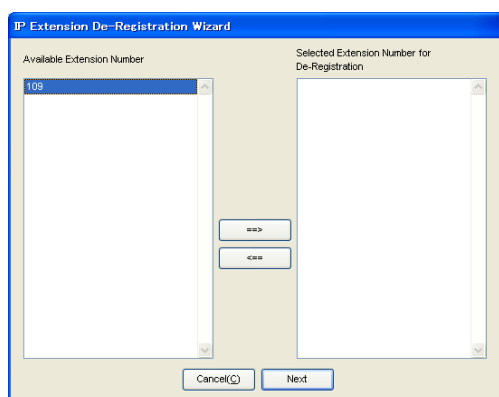 IP Extension De-Registration Wizard
Available Extension Number
Selected Extension Number for
De-Registration
109
==>
<==
Cancel(C)
Next